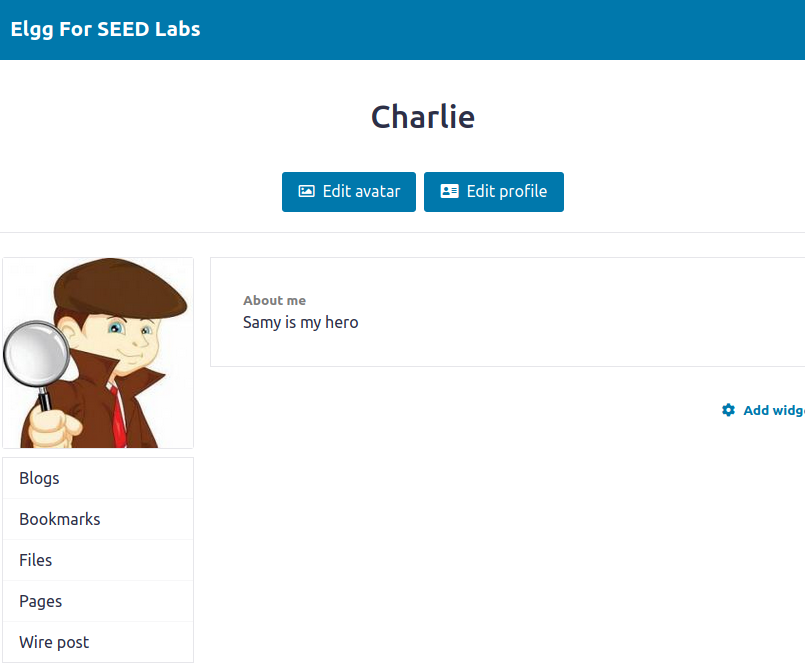 Elgg For SEED Labs
Charlie
Edit avatar
Edit profile
About me
Samy is my hero
Add
Blogs
Bookmarks
Files
Pages
Wire post